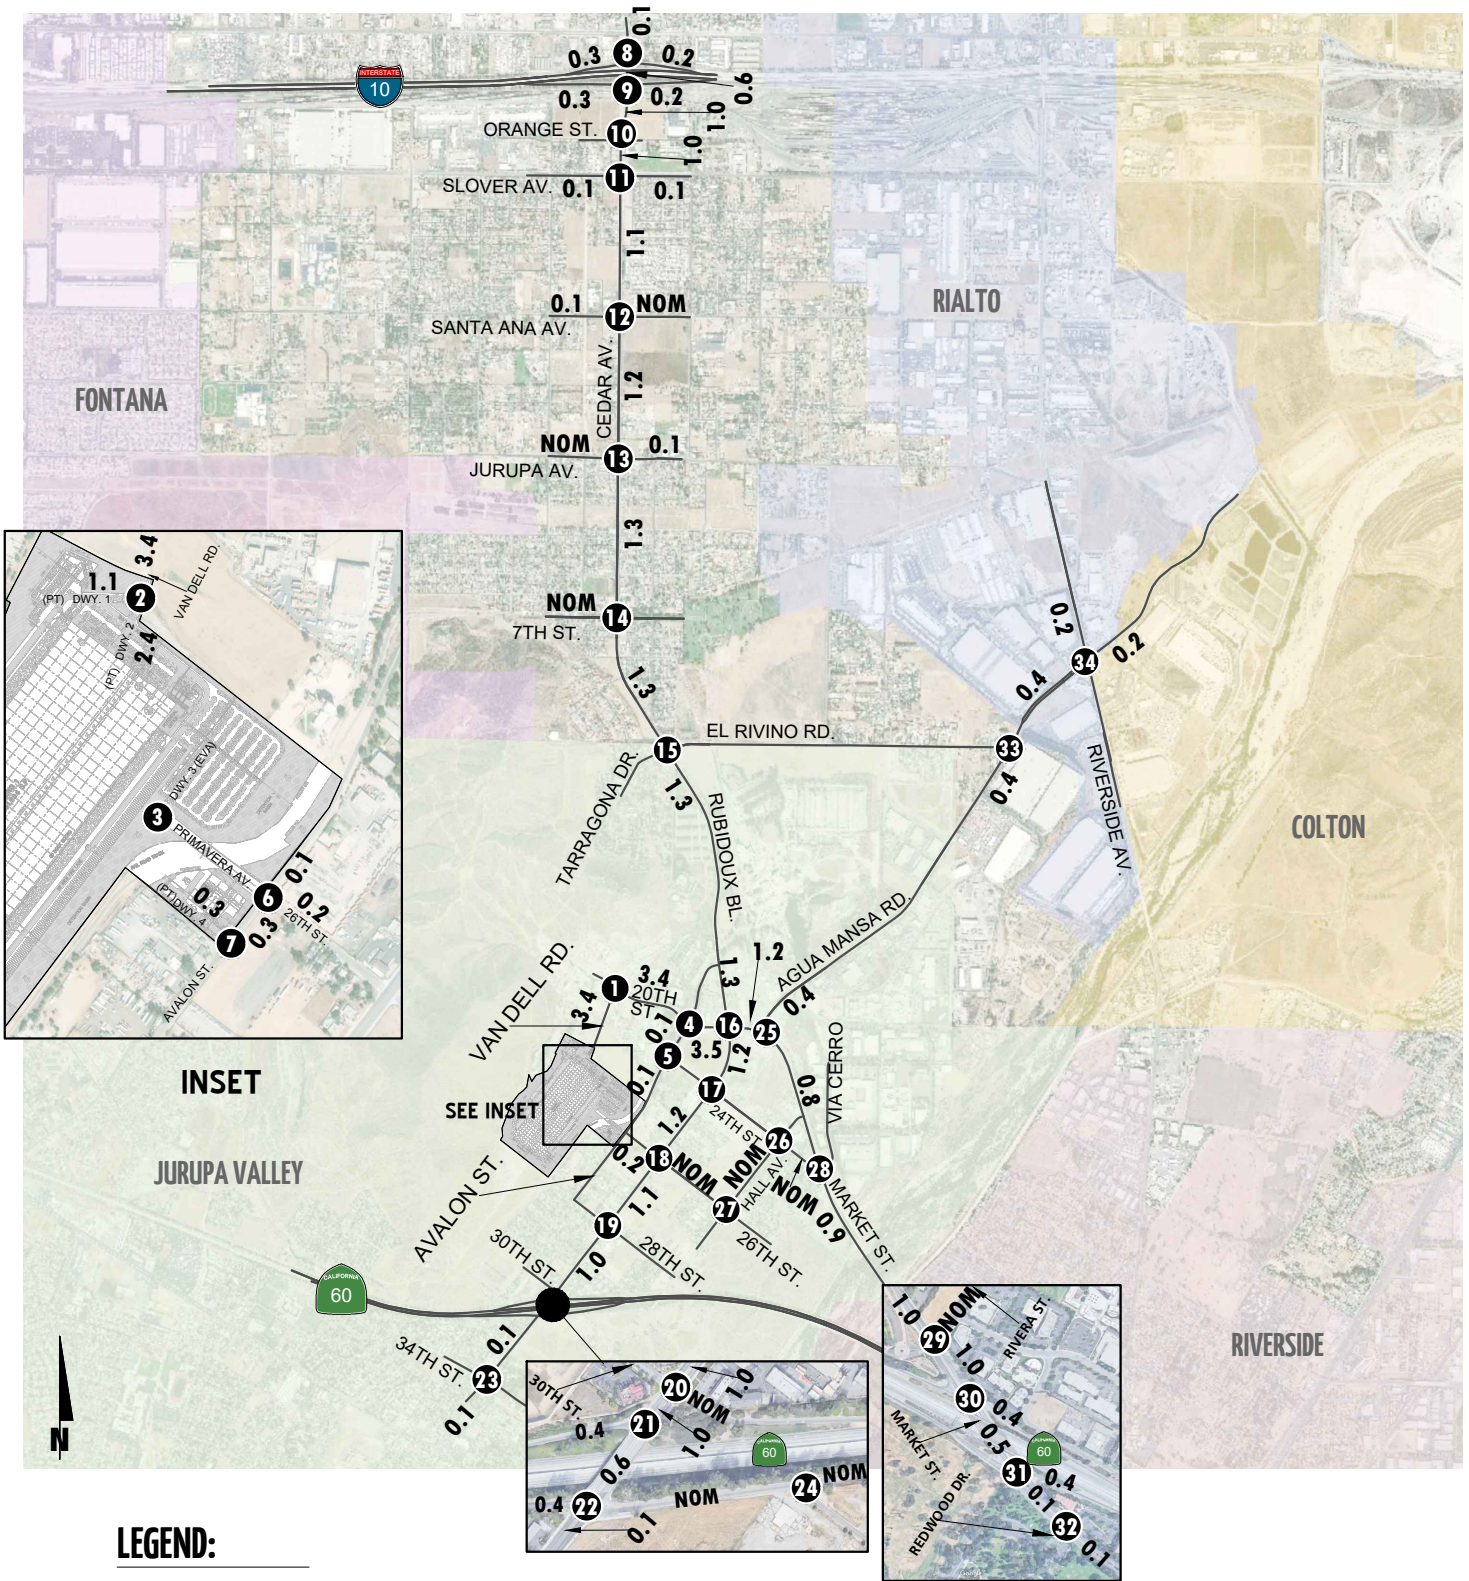 0.1
0.3
8
0.2
INTERSTATE
10
9
0.3
0.2
0.6
1.0
ORANGE ST.
10
1.0
SLOVER AV.
11
0.1
0.1
1.1
0.1
NOM
12
SANTA ANA AV.
RIALTO
CEDAR AV.
1.2
FONTANA
NOM
0.1
13
JURUPA AV.
1.3
NOM
14
7TH ST.
1.3
0.2
34
0.2
0.4
15
EL RIVINO RD.
33
1.3
TARRAGONA DR.
RUBIDOUX BL.
0.4
RIVERSIDE AV.
COLTON
3.4
1.1
2
(PT) DWY. 1
VAN DELL RD.
(PT) DWY. 2
2.4
DWY. 3 (EVA)
3
PRIMAVERA AV.
0.1
6
0.2
26TH ST.
0.3
(PT)DWY. 4
7
0.3
AVALON ST.
INSET
VAN DELL RD.
1
3.4
20TH
ST.
3.4
1.3
1.2
AGUA MANSA RD.
0.4
0.1
4
16
25
5
3.5
1.2
0.1
17
0.8
VIA CERRO
SEE INSET
24TH ST.
1.2
26
0.2
18
NOM
NOM
HALL AV.
28
NOM
0.9
MARKET ST.
JURUPA VALLEY
AVALON ST.
1.1
27
19
26TH ST.
28TH ST.
30TH ST.
1.0
CALIFORNIA
60
0.1
34TH ST.
23
0.1
N
RIVERSIDE
30TH ST.
20
NOM
1.0
0.4
21
1.0
CALIFORNIA
60
0.6
24
NOM
0.4
22
NOM
0.1
1.0
29
NOM
RIVERA ST.
1.0
30
0.4
MARKET ST.
0.5
CALIFORNIA
60
31
0.4
0.1
REDWOOD DR.
32
0.1
LEGEND: